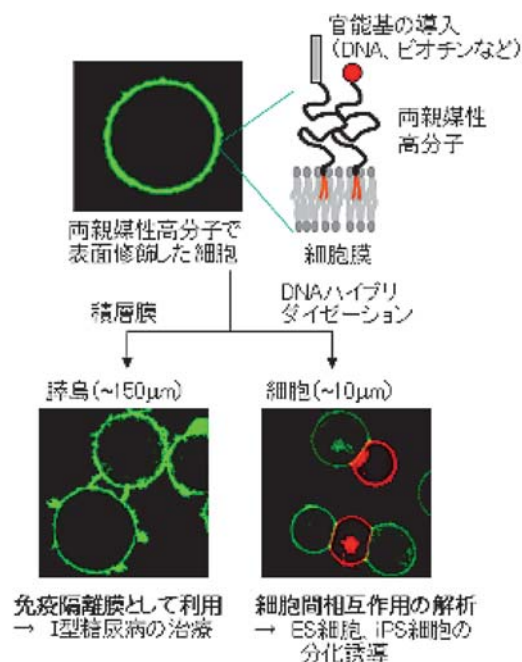 官能基の導入
(DNA、ビオチンなど)
両親媒性
高分子
両親媒性高分子で
表面修飾した細胞
細胞膜
積層膜
DNAハイブリ
ダイゼーション
膵島(~150μm)
細胞(~10μm)
免疫隔離膜として利用
→ I型糖尿病の治療
細胞間相互作用の解析
→ ES細胞、iPS細胞の
分化誘導